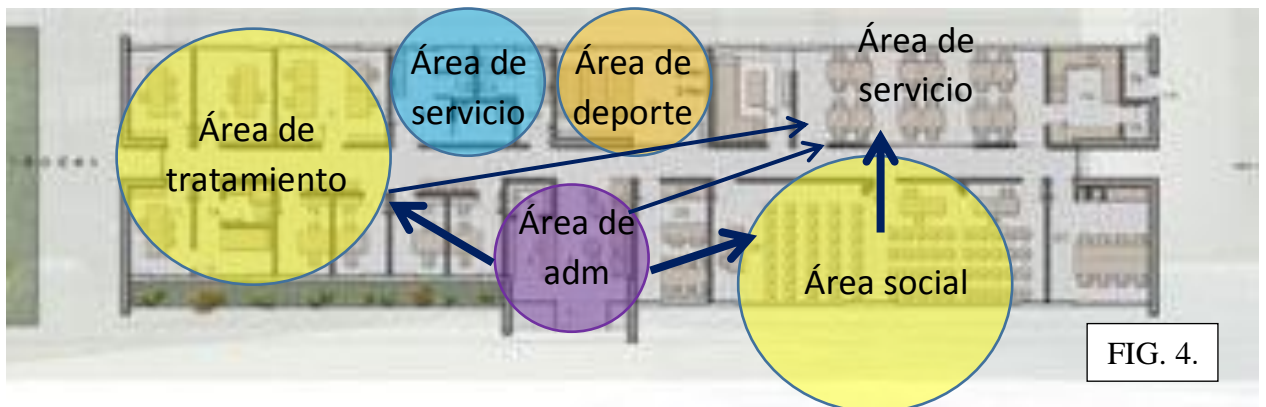 Área de
tratamiento
Área de
servicio
Área de
deporte
Área de
servicio
Área de
adm
Área social
FIG. 4.